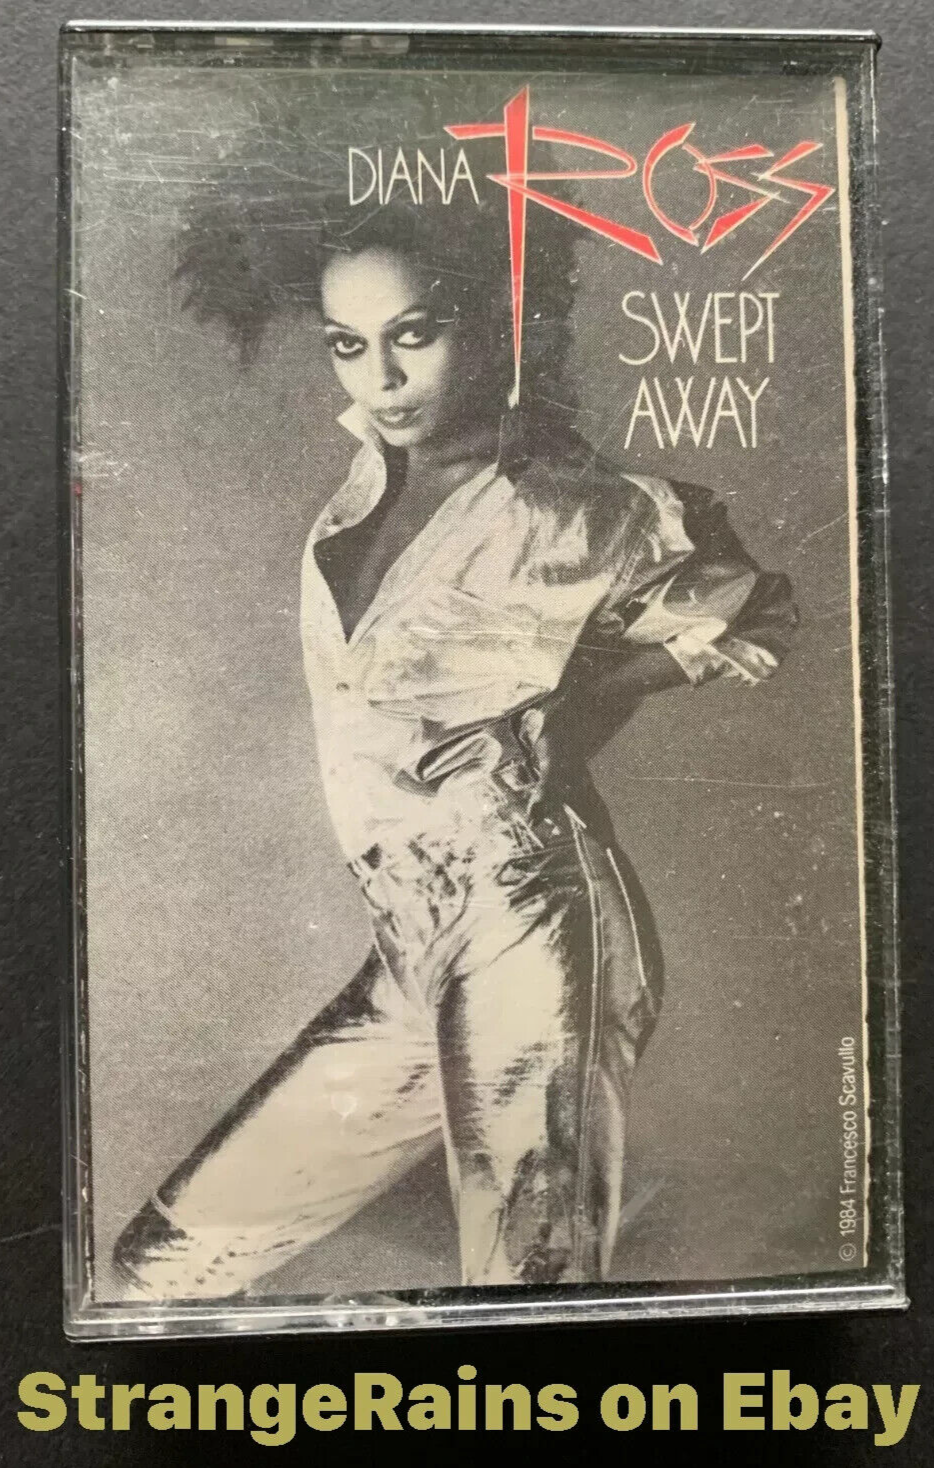 DIANA ROSS
SWEPT
AWAY
© 1984 Francesco Scavullo
StrangeRains on Ebay